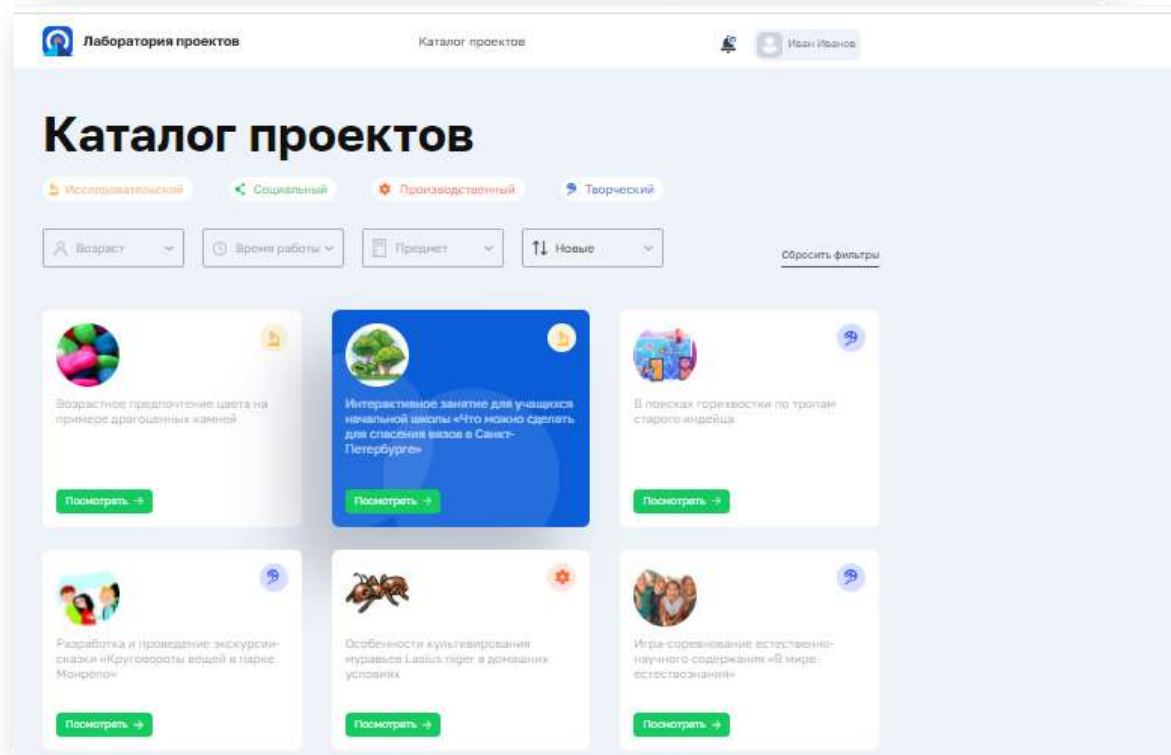 Лаборатория проектов
Каталог проектов
Иван Иванов
Каталог проектов
Исследовательский
Социальный
Производственный
Творческий
Возраст
Время работы
Предмет
Новые
Сбросить фильтры
Возрастное предпочтение цвета на
примере драгоценных камней
Посмотреть →
Интерактивное занятие для учащихся
начальной школы «Что можно сделать
для спасения вязов в Санкт-
Петербурге»
Посмотреть →
В поисках горихвостки по тропам
старого индейца
Посмотреть →
Разработка и проведение экскурсии-
сказки «Круговороты вещей в парке
Монрепо»
Посмотреть →
Особенности культивирования
муравьев Lasius niger в домашних
условиях
Посмотреть →
Игра-соревнование естественно-
научного содержания «В мире
естествознания»
Посмотреть →